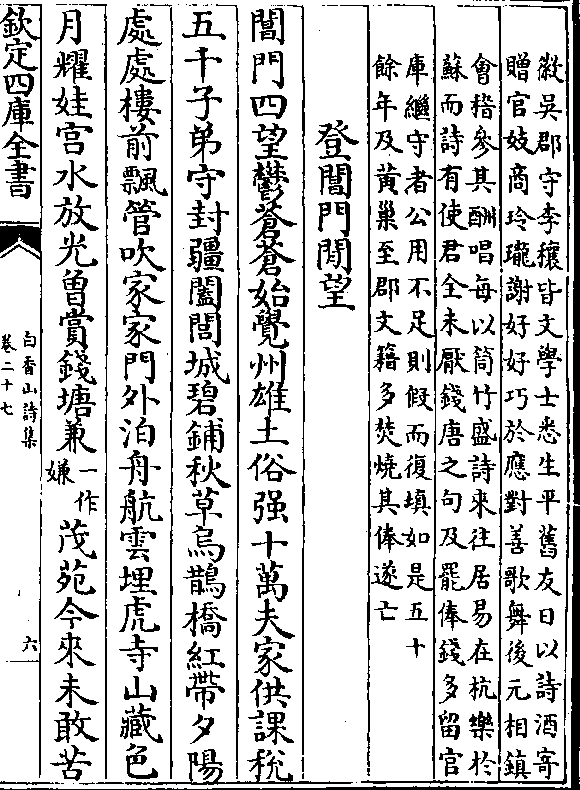 徽吳郡守李穰皆文學士悉生平舊友日以詩酒寄
贈官妓商玲瓏謝好好巧於應對善歌舞後元相鎮
會稽參其酬唱每以筒竹盛詩來往居易在杭樂於
蘇而詩有使君全未厭錢唐之句及罷俸錢多留官
庫繼守者公用不足則假而復填如是五十
餘年及黃巢至郡文籍多焚燒其俸遂亡
登閶門閒望
閶門四望鬱蒼蒼始覺州雄土俗强十萬夫家供課稅
五千子弟守封疆闔閭城碧鋪秋草烏鵲橋紅帶夕陽
處處樓前飄管吹家家門外泊舟航雲埋虎寺山藏色
月耀娃宫水放光曾賞錢塘兼一作嫌茂苑今來未敢苦
欽定四庫全書
白香山詩集
卷二十七
六